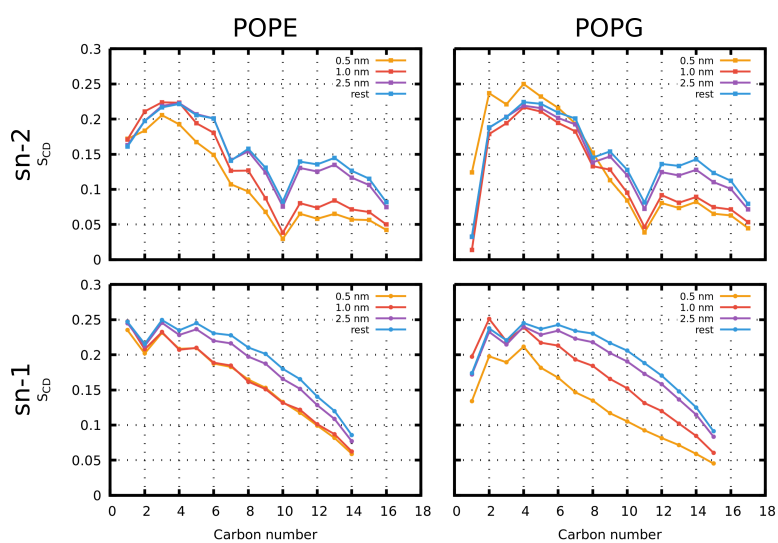 POPE POPG
0.3
0.25
0.2
0.15
0.1
0.05
0
sn-2
SCD
0.5 nm
1.0 nm
2.5 nm
rest
0.5 nm
1.0 nm
2.5 nm
rest
0.3
0.25
0.2
0.15
0.1
0.05
0
sn-1
SCD
0.5 nm
1.0 nm
2.5 nm
rest
0.5 nm
1.0 nm
2.5 nm
rest
0 2 4 6 8 10 12 14 16 18
0 2 4 6 8 10 12 14 16 18
Carbon number
Carbon number